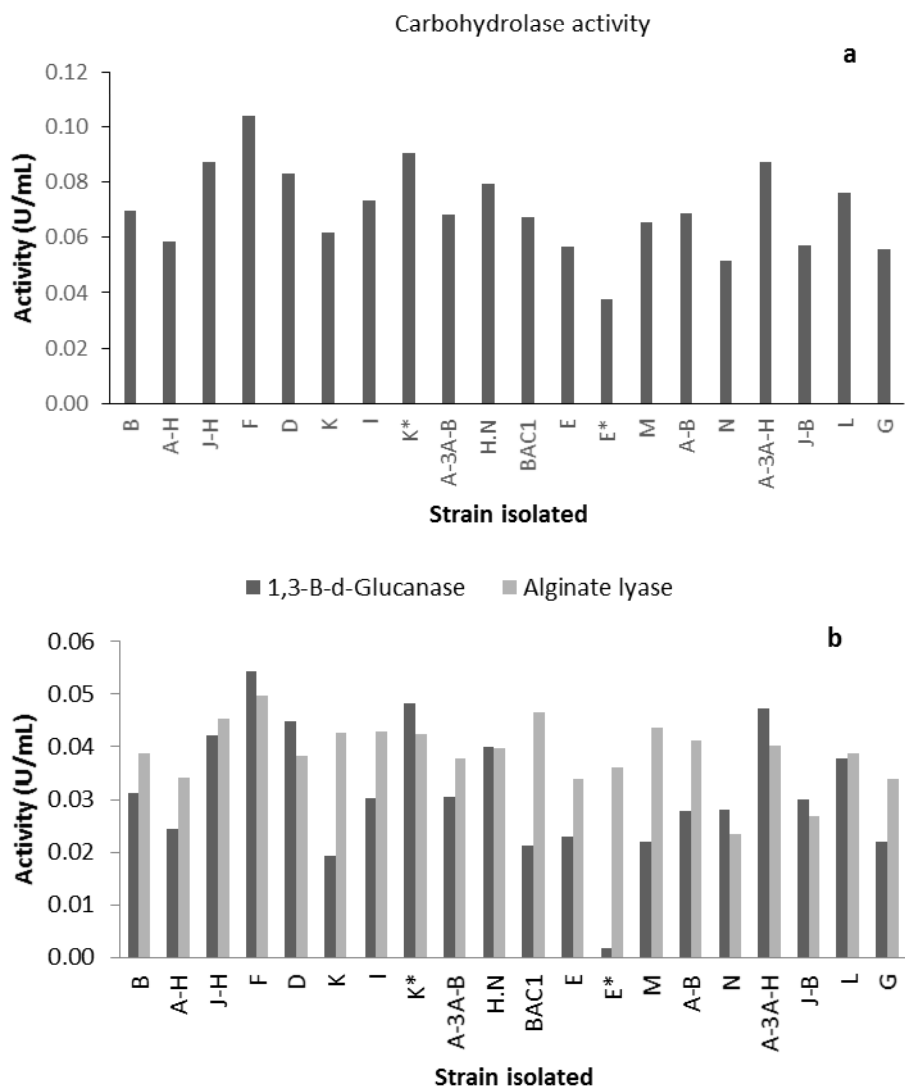 Carbohydrolase activity
a
0.12
0.10
0.08
0.06
0.04
0.02
0.00
Activity (U/mL)
B A-H J-H F D K I K* A-3A-B H.N BAC1 E E* M A-B N A-3A-H J-B L G
Strain isolated
1,3-B-d-Glucanase Alginate lyase
b
0.06
0.05
0.04
0.03
0.02
0.01
0.00
Activity (U/mL)
B A-H J-H F D K I K* A-3A-B H.N BAC1 E E* M A-B N A-3A-H J-B L G
Strain isolated